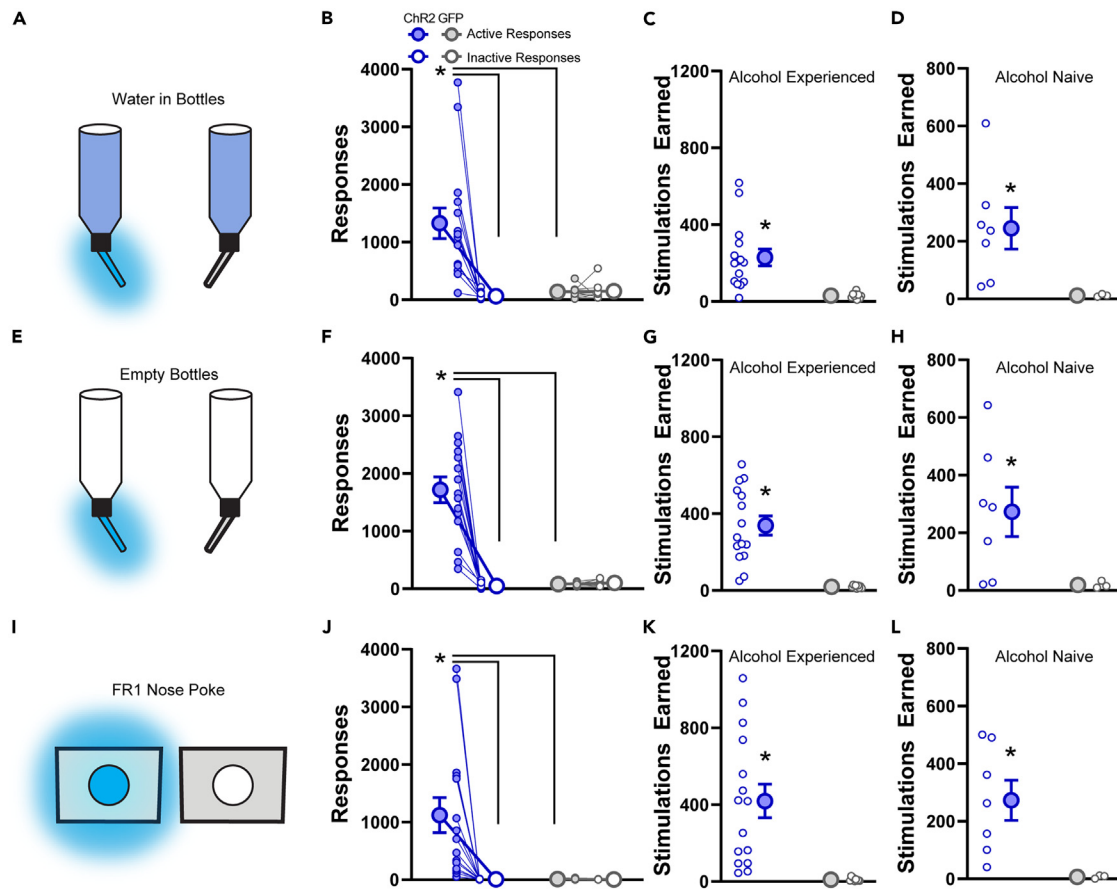 A
Water in Bottles
B
ChR2 GFP
Active Responses
Inactive Responses
*
Responses
4000
3000
2000
1000
0
C
Alcohol Experienced
Stimulations Earned
1200
800
400
0
*
D
Alcohol Naive
Stimulations Earned
800
600
400
200
0
*
E
Empty Bottles
F
Responses
4000
3000
2000
1000
0
*
G
Alcohol Experienced
Stimulations Earned
1200
800
400
0
*
H
Alcohol Naive
Stimulations Earned
800
600
400
200
0
*
I
FR1 Nose Poke
J
Responses
4000
3000
2000
1000
0
*
K
Alcohol Experienced
Stimulations Earned
1200
800
400
0
*
L
Alcohol Naive
Stimulations Earned
800
600
400
200
0
*